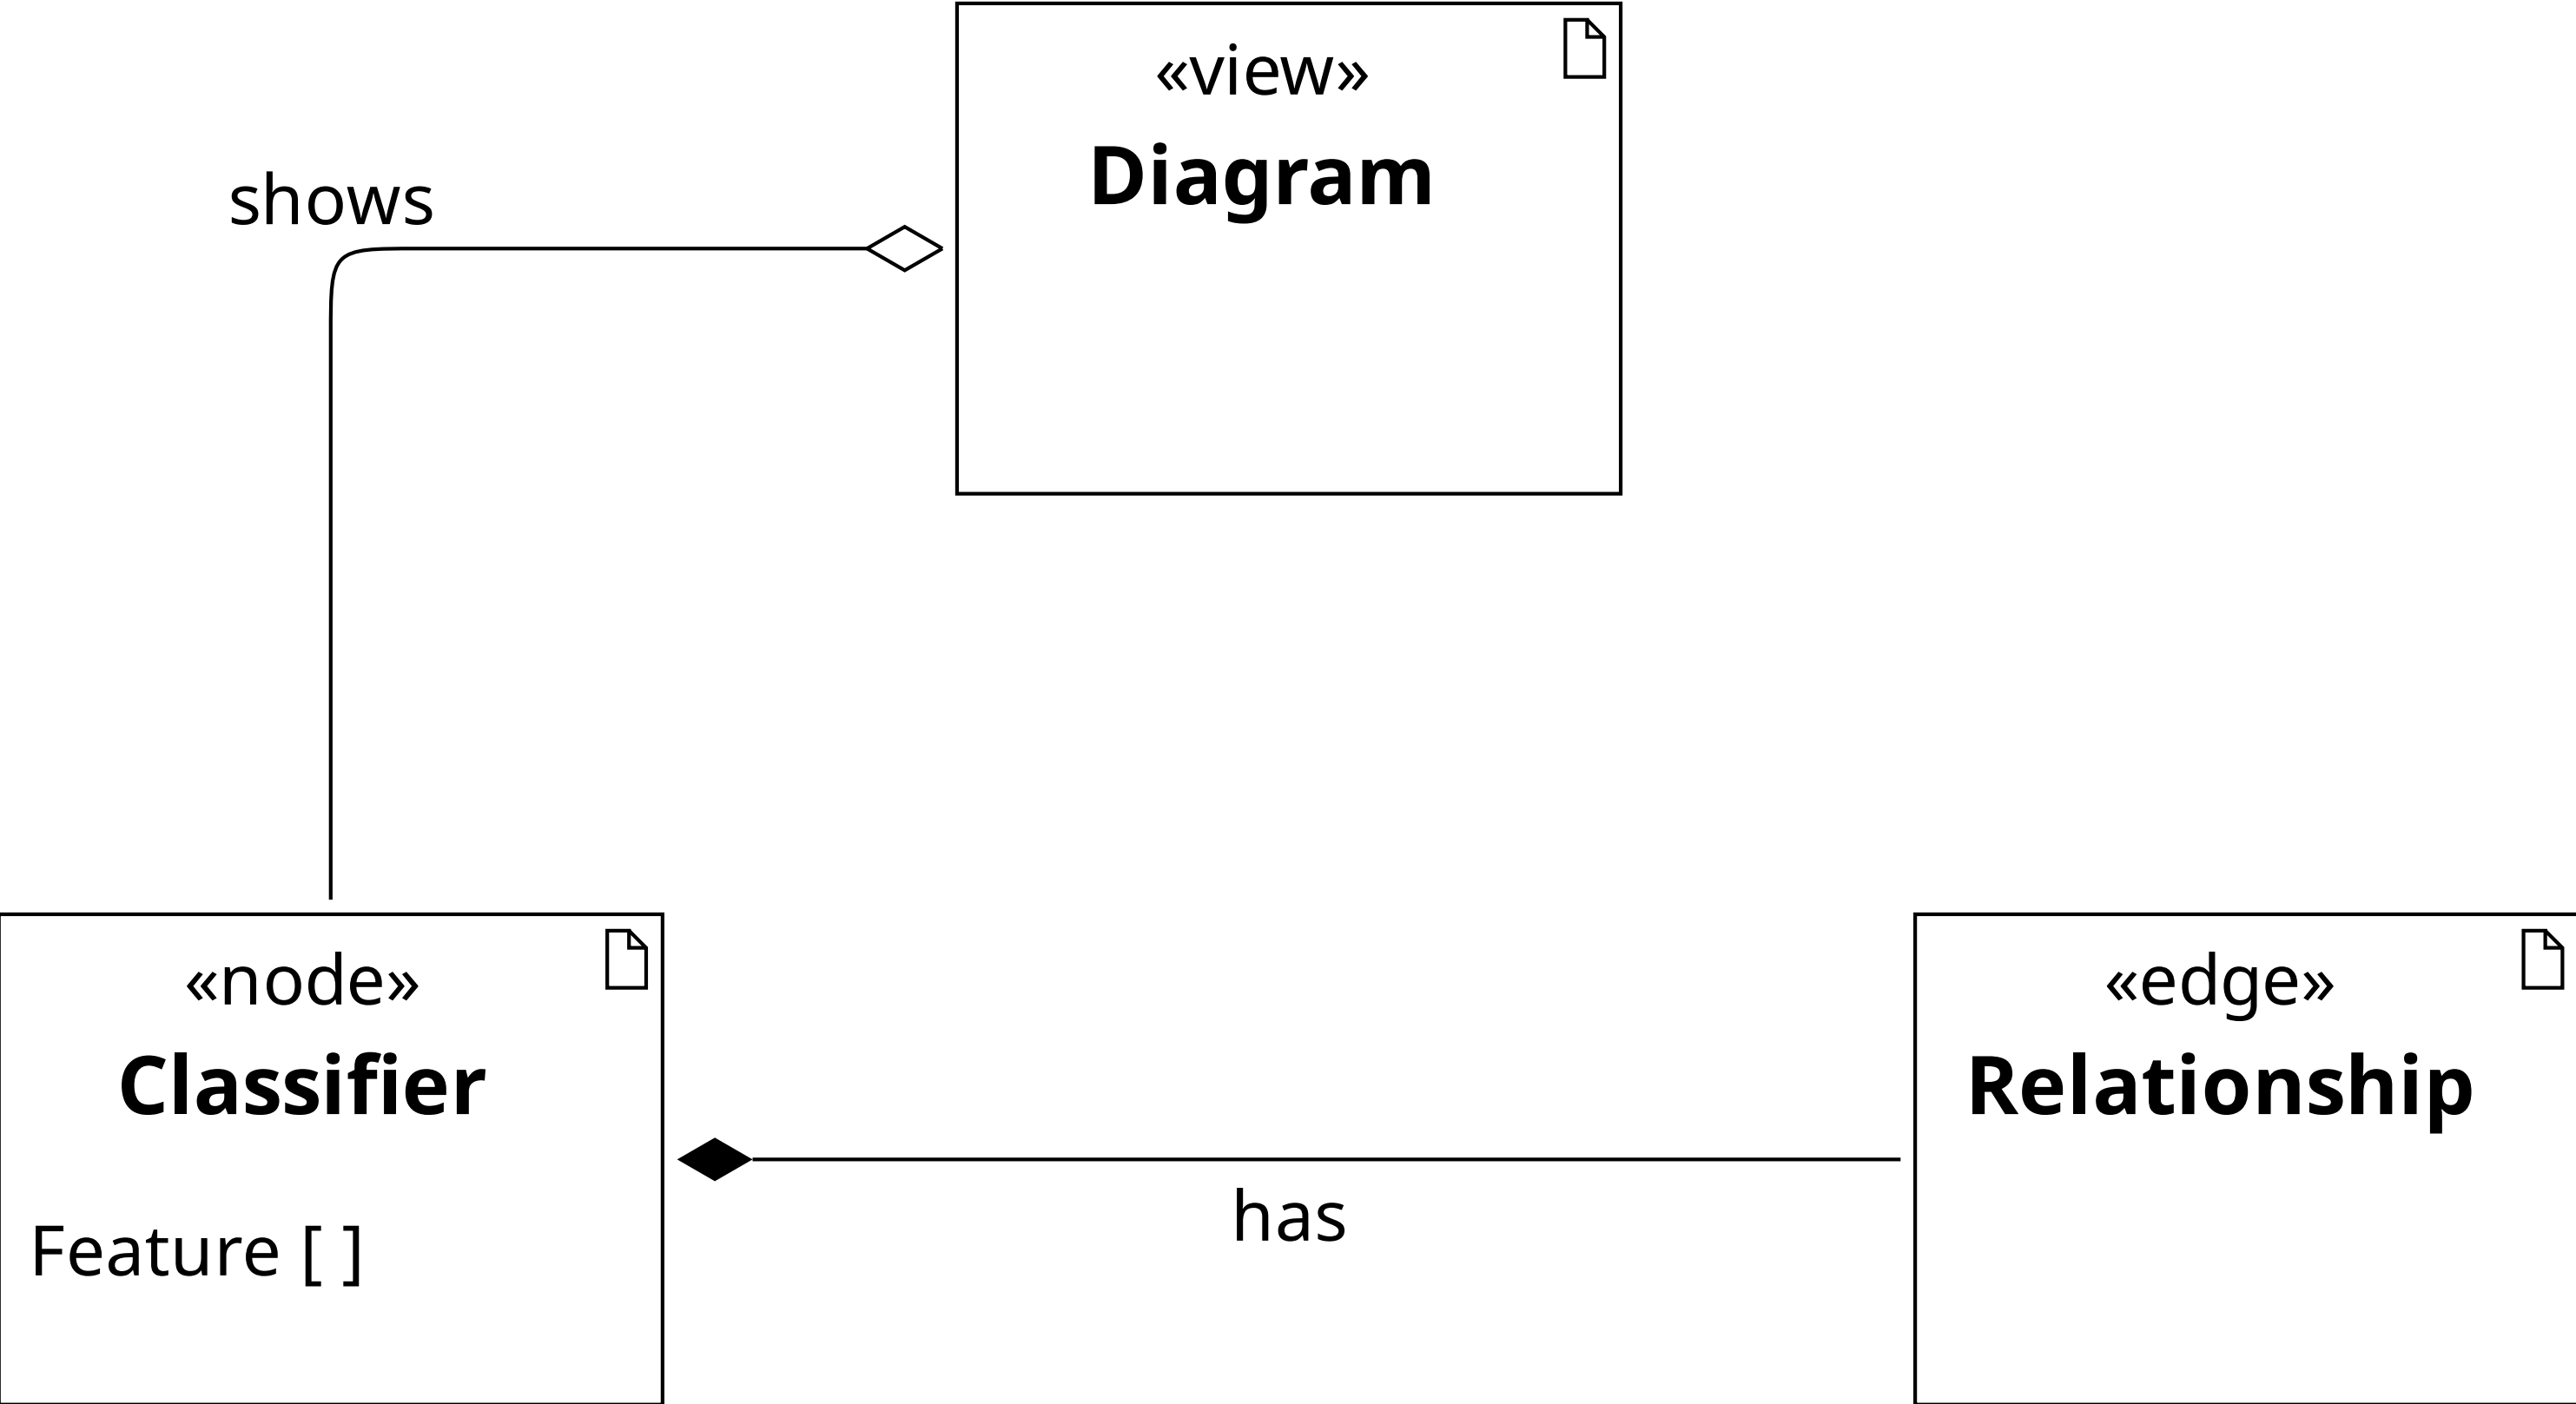 «view»
Diagram
shows
«node»
Classifier
Feature [ ]
has
«edge»
Relationship